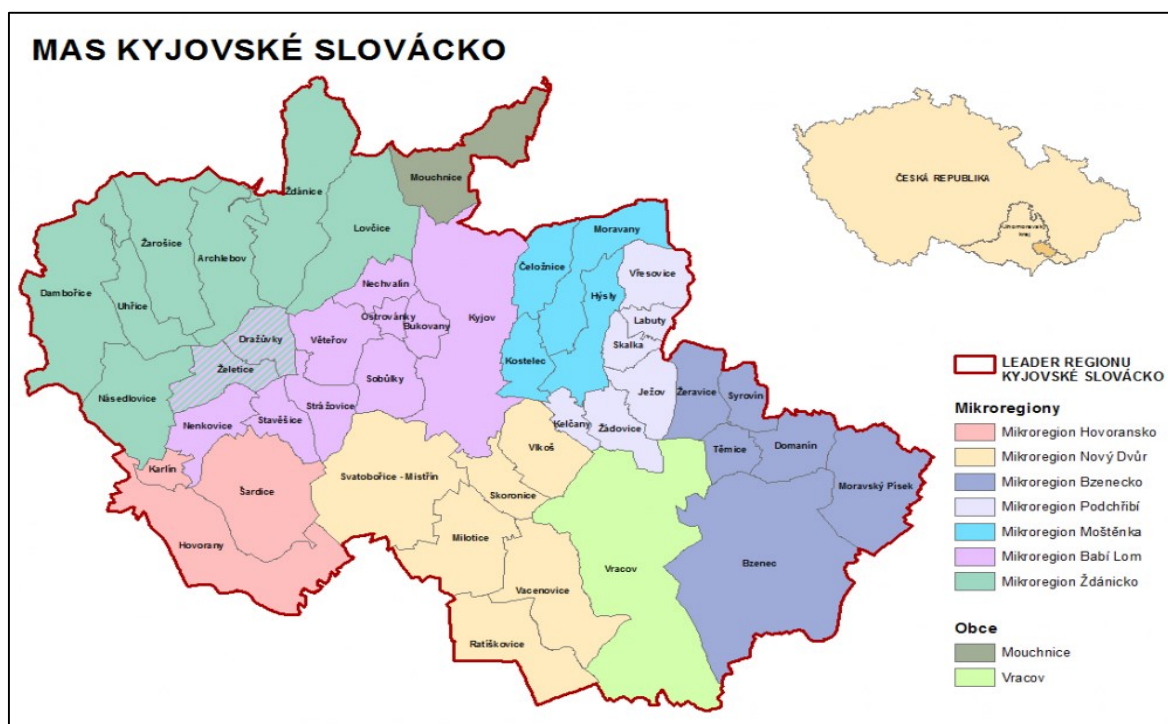 MAS KYJOVSKÉ SLOVÁCKO
ČESKÁ REPUBLIKA
Mouchnice
Ždánice
Lovčice
Žarošice
Archlebov
Dambořice
Uhřice
Moravany
Čeložnice
Vřesovice
Hýsly
Nechvalín
Ostrovánky
Bukovany
Kyjov
Labuty
Skalka
Dražůvky
Věteřov
Želetice
Kostelec
Sobůlky
Ježov
Žeravice
Syrovín
Násedlovice
Strážovice
Stavěšice
Nenkovice
Kelčany
Žádovice
Vlkoš
Těmice
Domanín
Karlín
Svatobořice - Mistřín
Skoronice
Moravský Písek
Šardice
Hovorany
Milotice
Vracov
Bzenec
Vacenovice
Ratíškovice
LEADER REGIONU
KYJOVSKÉ SLOVÁCKO
Mikroregiony
Mikroregion Hovoransko
Mikroregion Nový Dvůr
Mikroregion Bzenecko
Mikroregion Podchřibí
Mikroregion Moštěnka
Mikroregion Babí Lom
Mikroregion Ždánicko
Obce
Mouchnice
Vracov